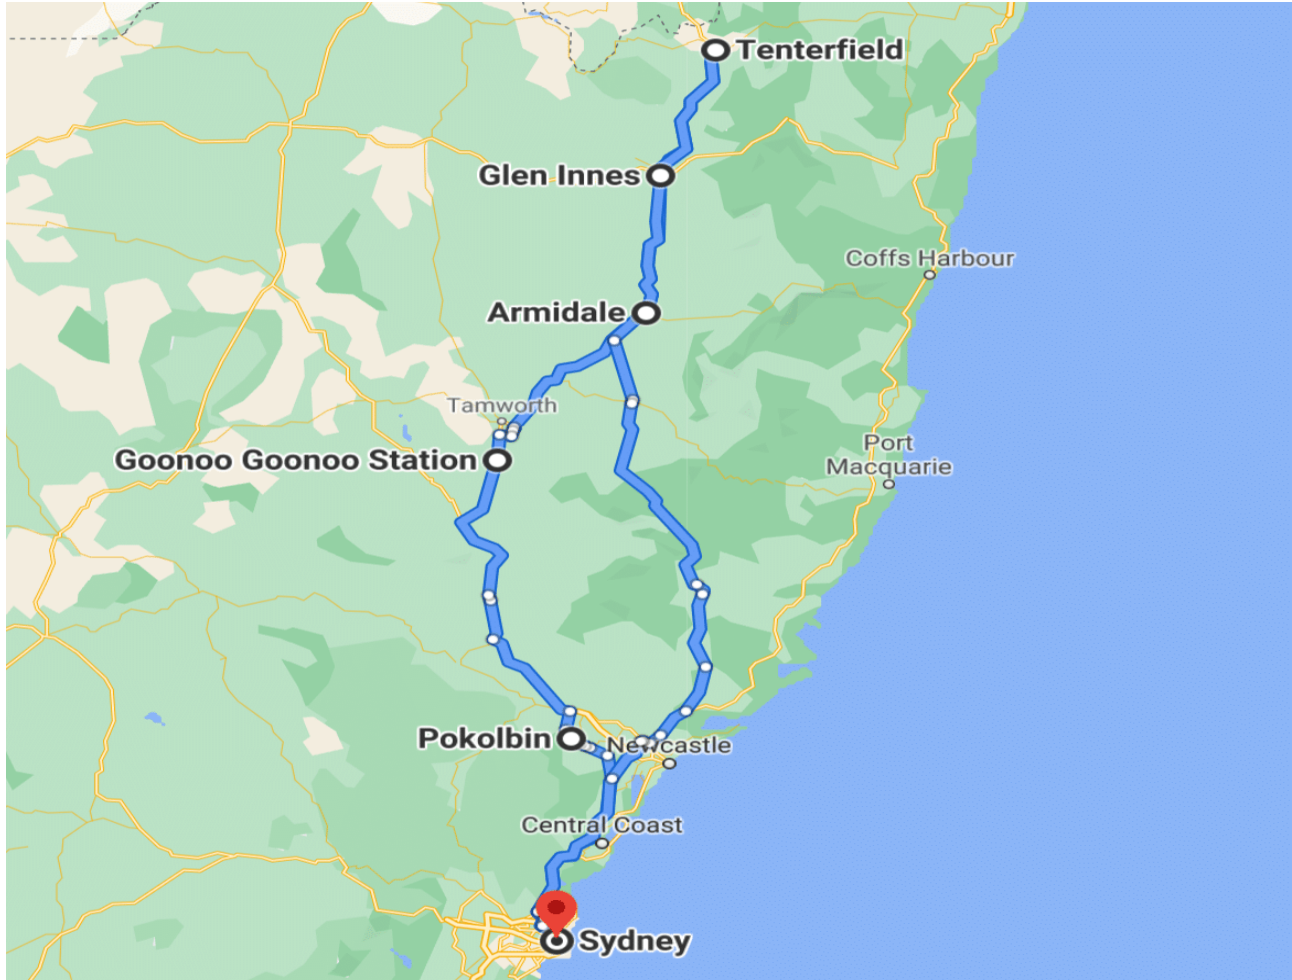 Tenterfield
Glen Innes
Coffs Harbour
Armidale
Tamworth
Port
Macquarie
Goonoo Goonoo Station
Pokolbin
Newcastle
Central Coast
Sydney